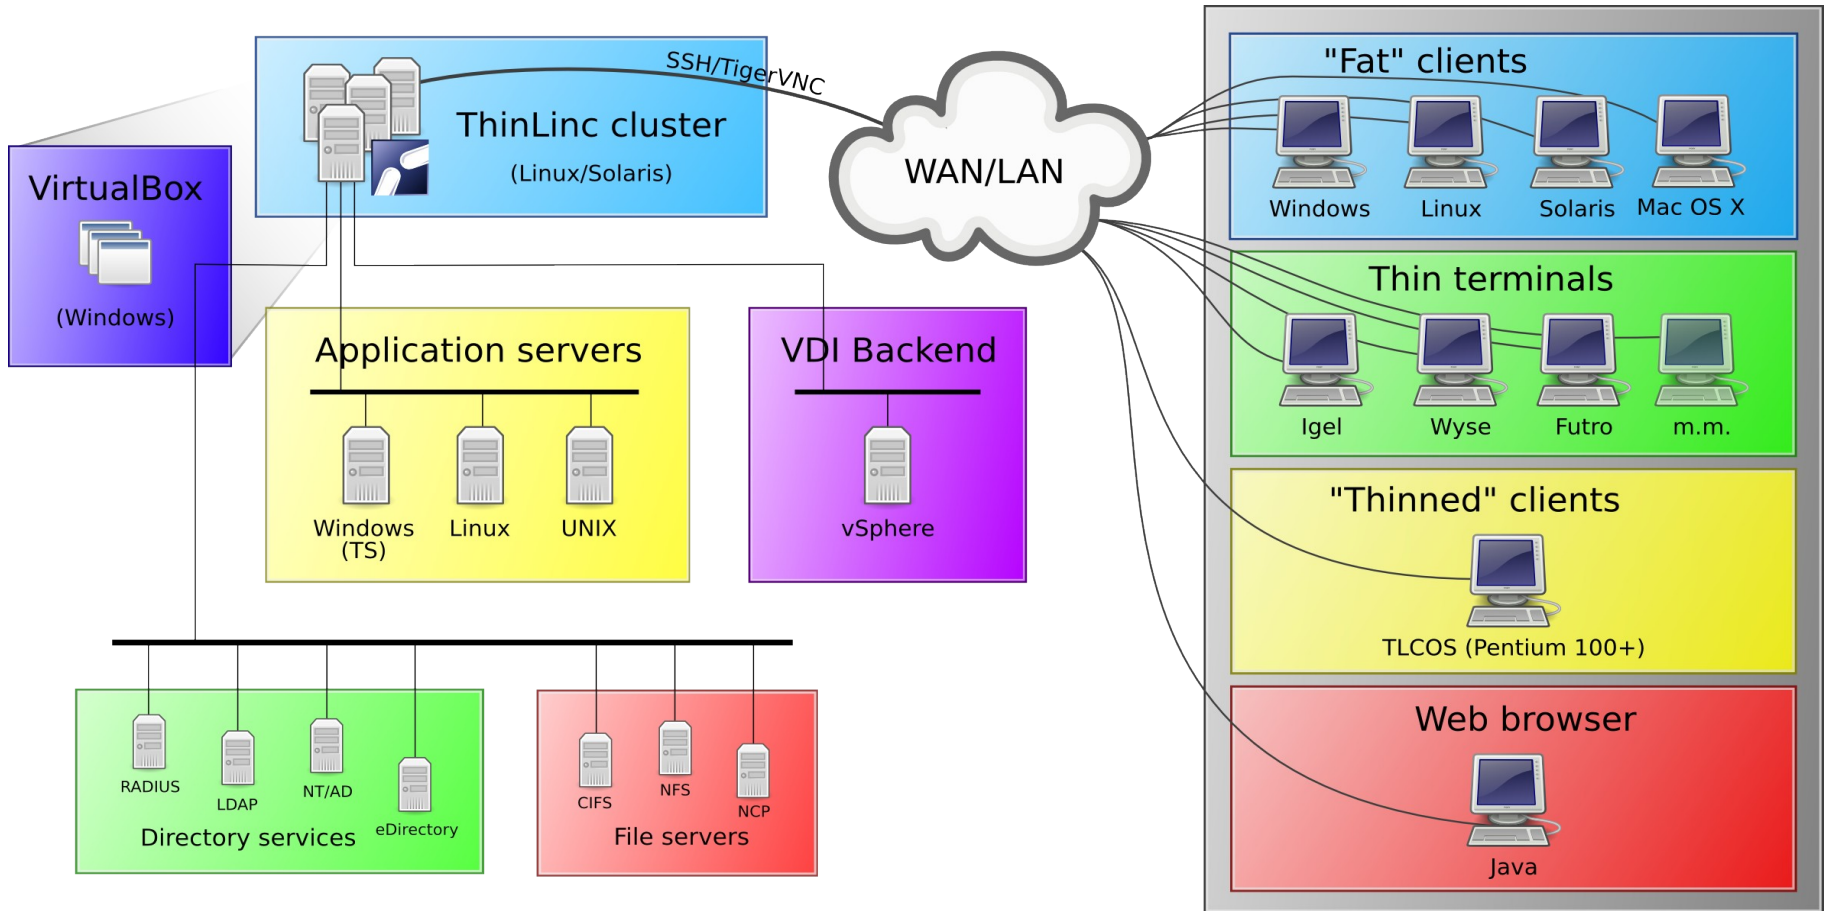 SSH/TigerVNC
ThinLinc cluster
(Linux/Solaris)
VirtualBox
(Windows)
WAN/LAN
Application servers
Windows
(TS)
Linux
UNIX
VDI Backend
vSphere
RADIUS
LDAP
NT/AD
eDirectory
Directory services
CIFS
NFS
NCP
File servers
"Fat" clients
Windows
Linux
Solaris
Mac OS X
Thin terminals
Igel
Wyse
Futro
m.m.
"Thinned" clients
TLCOS (Pentium 100+)
Web browser
Java